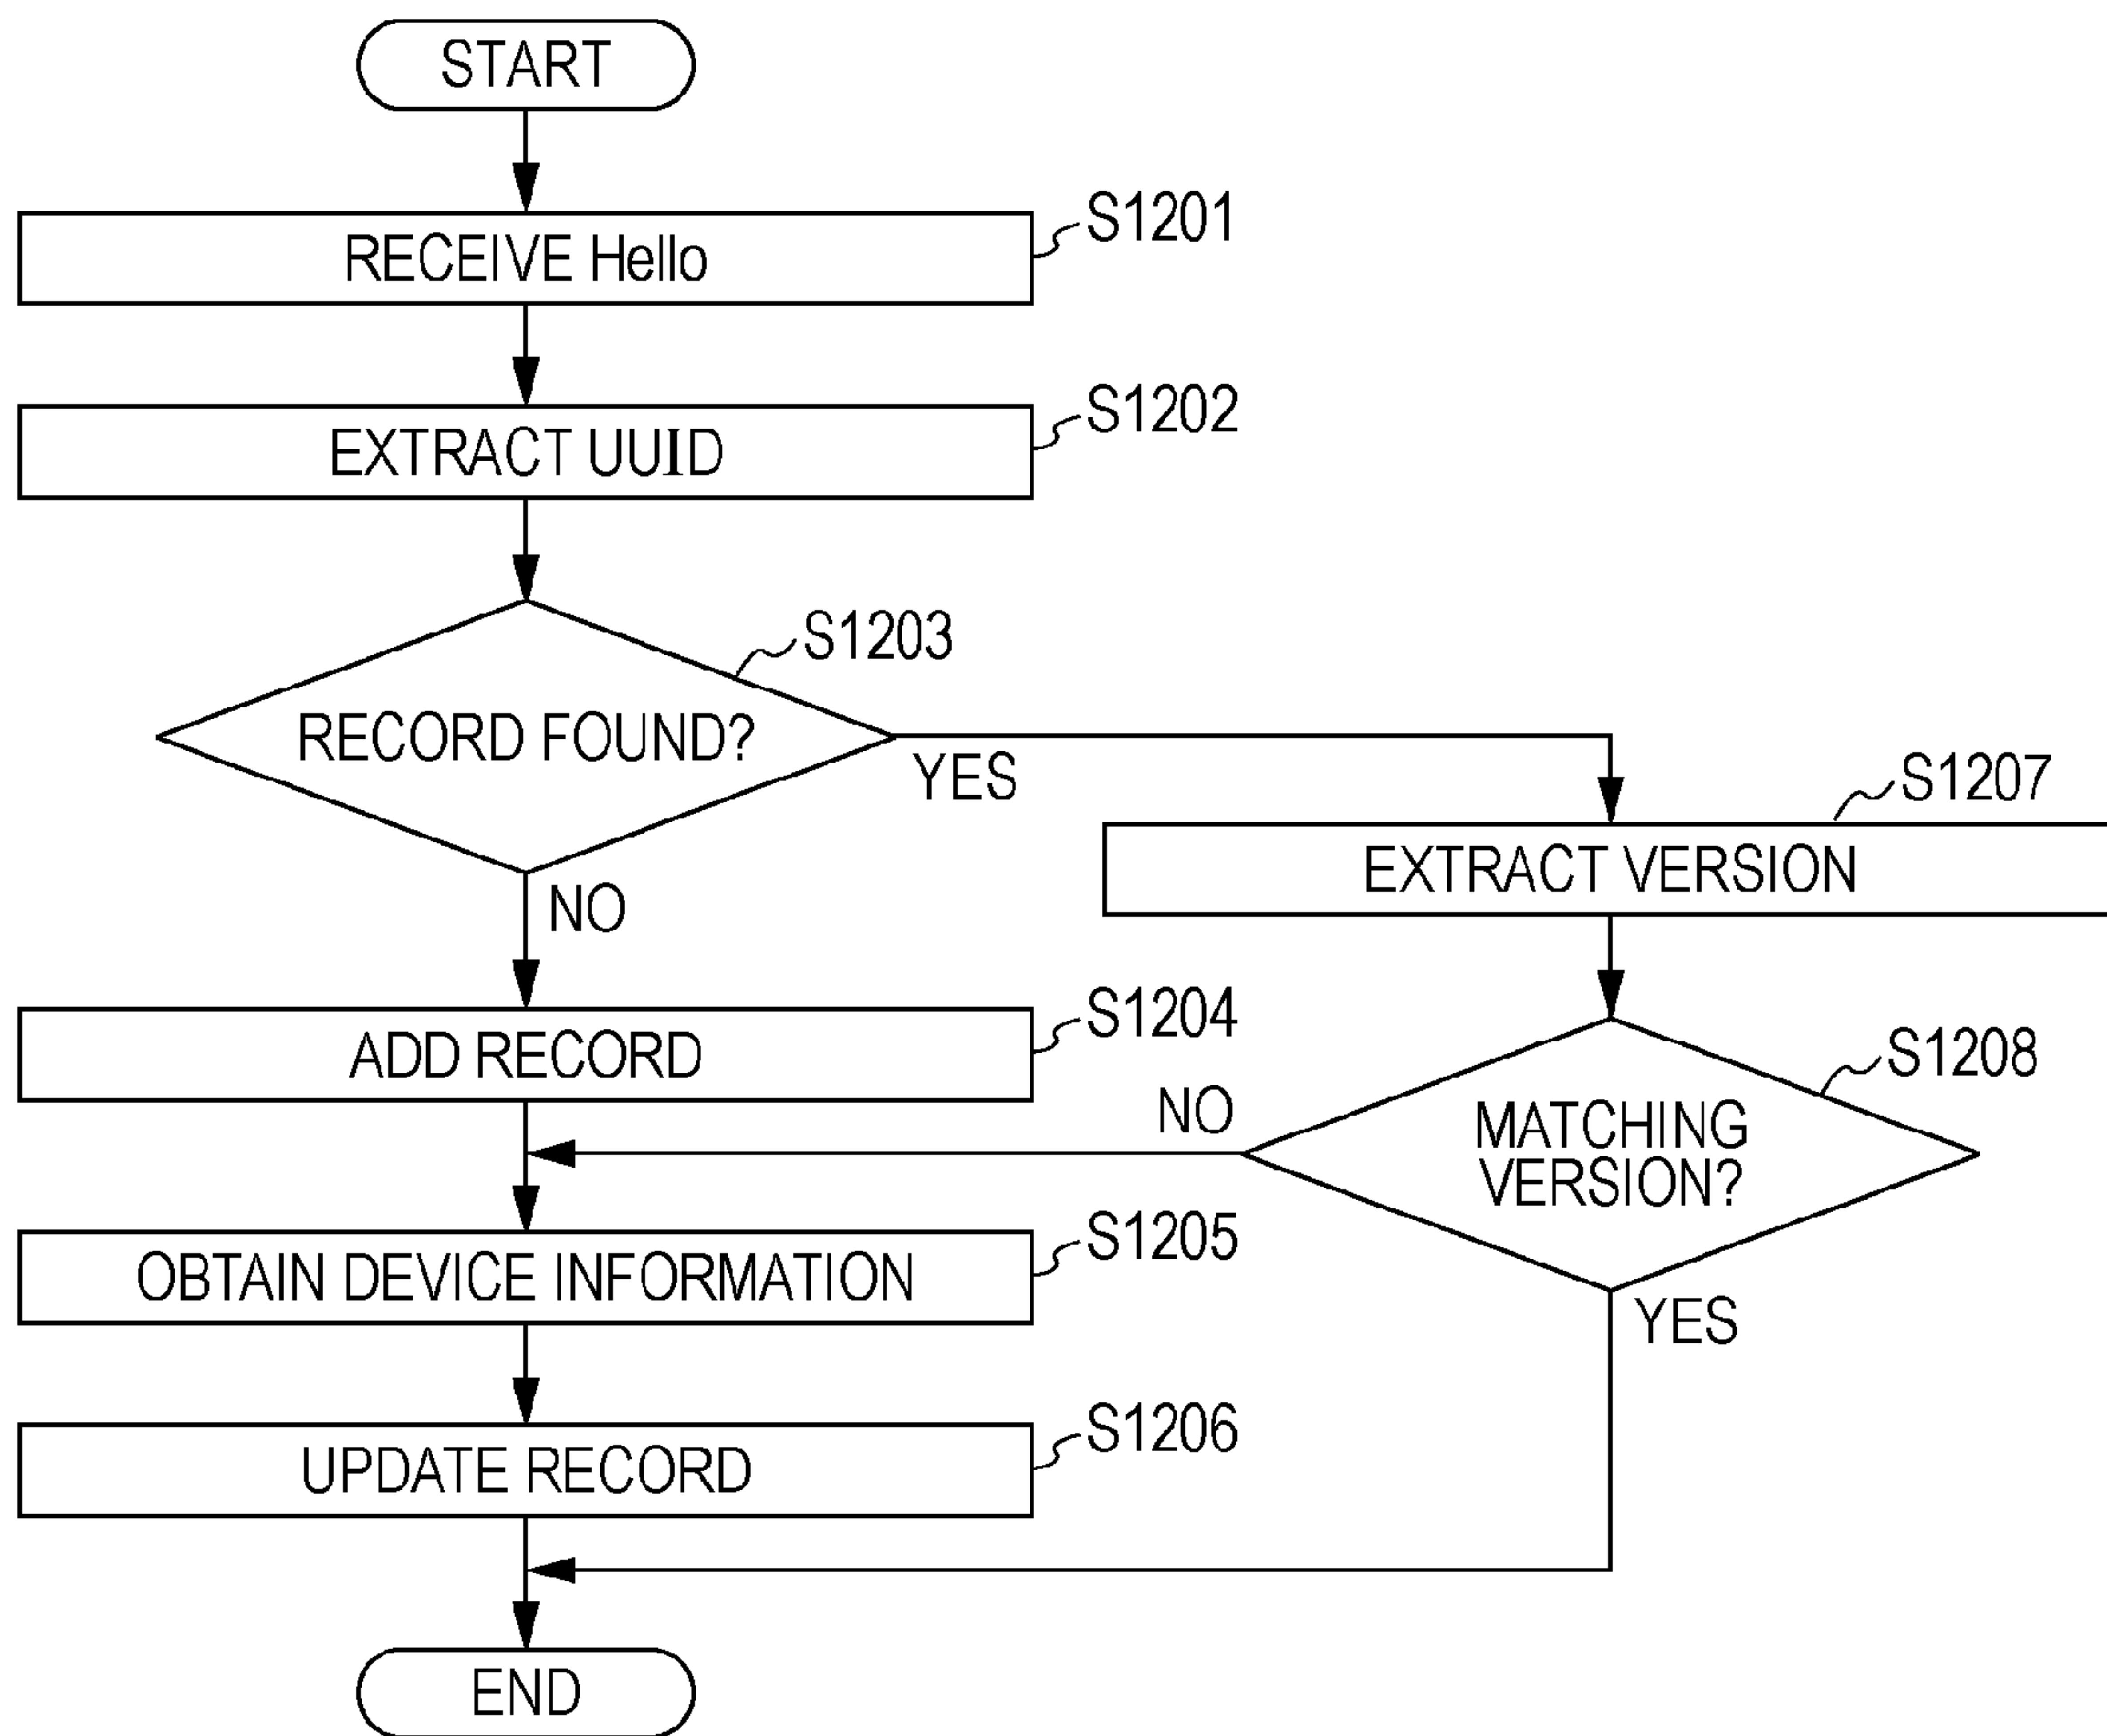 START
RECEIVE Hello
S1201
EXTRACT UUID
S1202
S1203
RECORD FOUND?
YES
NO
S1207
EXTRACT VERSION
ADD RECORD
S1204
S1208
MATCHING
VERSION?
NO
YES
OBTAIN DEVICE INFORMATION
S1205
UPDATE RECORD
S1206
END